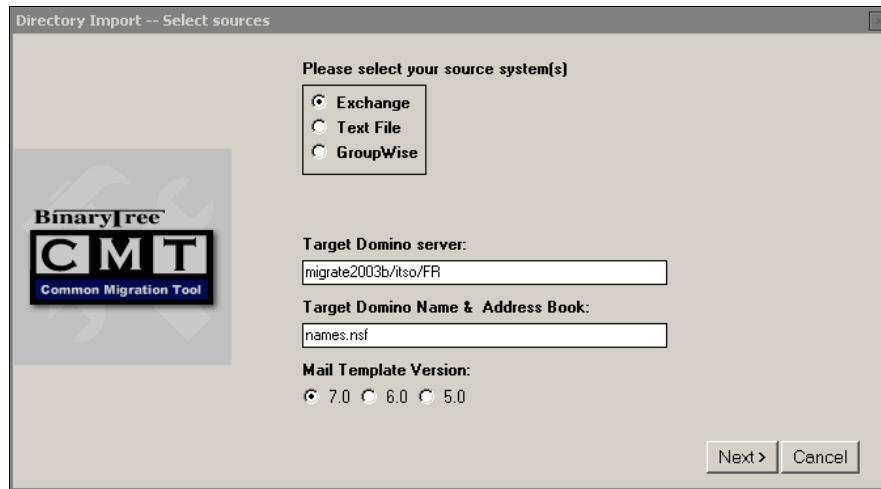 Directory Import -- Select sources
Please select your source system(s)
Exchange
Text File
GroupWise
BinaryTree
CMT
Common Migration Tool
Target Domino server:
migrate2003b/itso/FR
Target Domino Name & Address Book:
names.nsf
Mail Template Version:
7.0 6.0 5.0
Next > Cancel